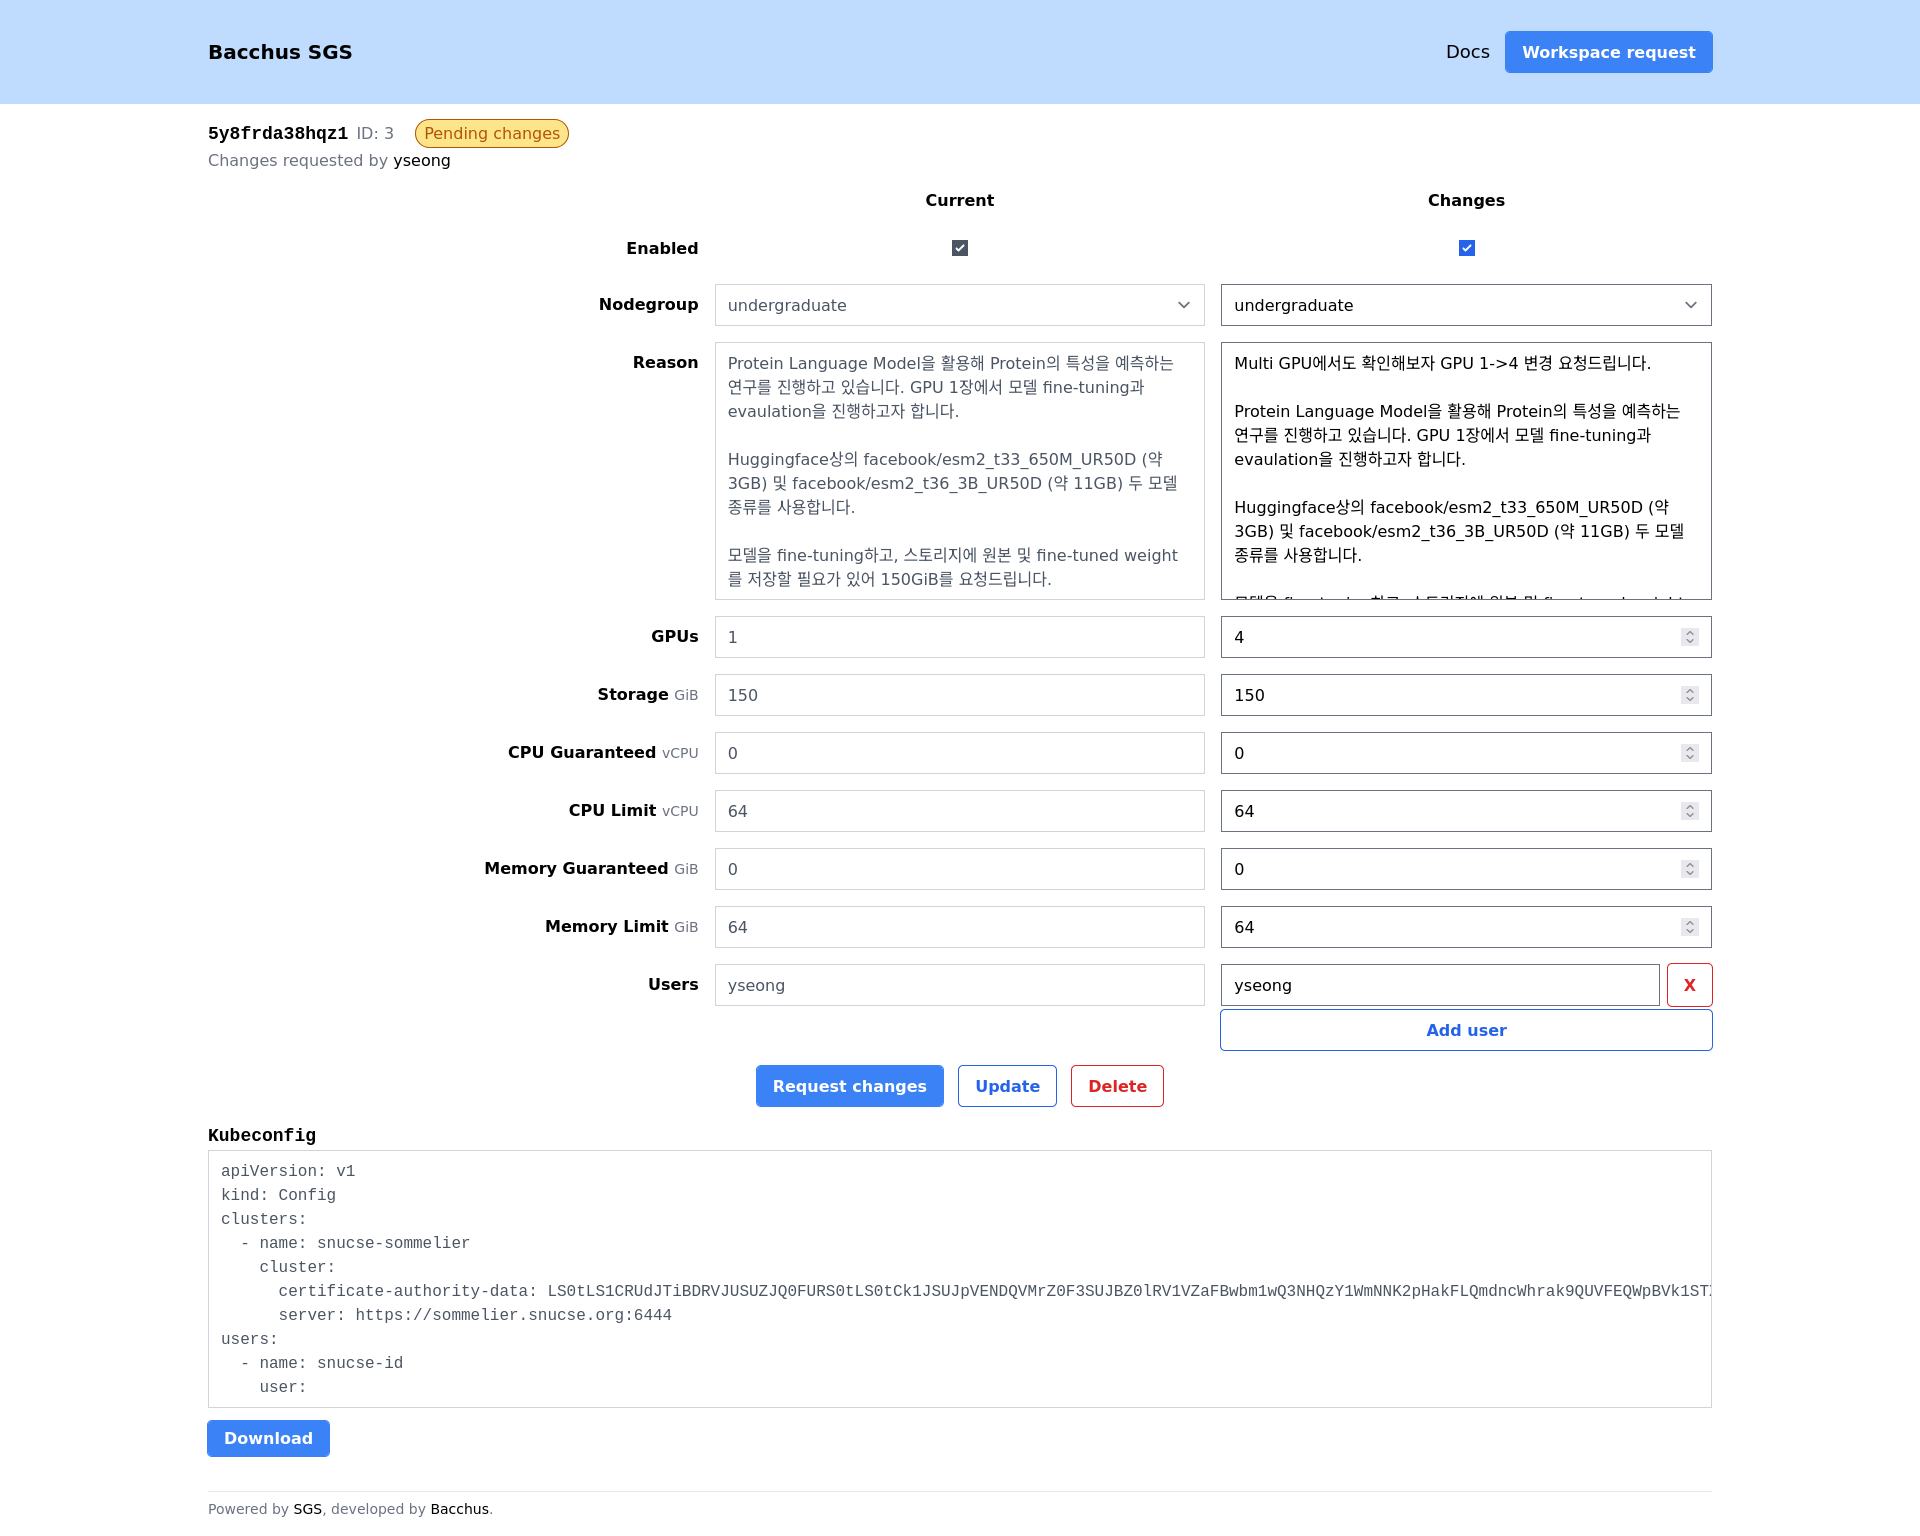 Bacchus SGS
Docs
Workspace request
5y8frda38hqz1 ID: 3 Pending changes
Changes requested by yseong
Current
Changes
Enabled
Nodegroup
undergraduate
undergraduate
Reason
Protein Language Model을 활용해 Protein의 특성을 예측하는
연구를 진행하고 있습니다. GPU 1장에서 모델 fine-tuning과
evaulation을 진행하고자 합니다.
Huggingface상의 facebook/esm2_t33_650M_UR50D (약
3GB) 및 facebook/esm2_t36_3B_UR50D (약 11GB) 두 모델
종류를 사용합니다.
모델을 fine-tuning하고, 스토리지에 원본 및 fine-tuned weight
를 저장할 필요가 있어 150GiB를 요청드립니다.
Multi GPU에서도 확인해보자 GPU 1->4 변경 요청드립니다.
Protein Language Model을 활용해 Protein의 특성을 예측하는
연구를 진행하고 있습니다. GPU 1장에서 모델 fine-tuning과
evaulation을 진행하고자 합니다.
Huggingface상의 facebook/esm2_t33_650M_UR50D (약
3GB) 및 facebook/esm2_t36_3B_UR50D (약 11GB) 두 모델
종류를 사용합니다.
GPUs
1
4
Storage GiB
150
150
CPU Guaranteed vCPU
0
0
CPU Limit vCPU
64
64
Memory Guaranteed GiB
0
0
Memory Limit GiB
64
64
Users
yseong
yseong
X
Add user
Request changes
Update
Delete
Kubeconfig
apiVersion: v1
kind: Config
clusters:
- name: snucse-sommelier
cluster:
certificate-authority-data: LS0tLS1CRUdJTiBDRVJUSUZJQ0FURS0tLS0tCk1JSUJpVENDQVMrZ0F3SUJBZ0lRV1VZaFBwbm1wQ3NHQzY1WmNNK2pHakFLQmdncWhrak9QUVFEQWpBVk1ST
server: https://sommelier.snucse.org:6444
users:
- name: snucse-id
user:
Download
Powered by SGS, developed by Bacchus.